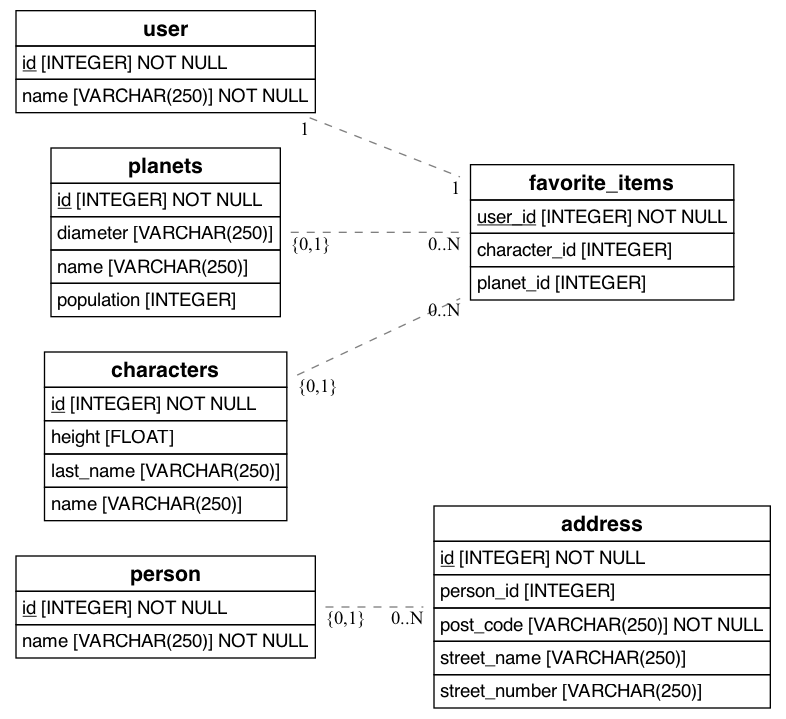 user
id [INTEGER] NOT NULL
name [VARCHAR(250)] NOT NULL
1
1
planets
id [INTEGER] NOT NULL
diameter [VARCHAR(250)]
name [VARCHAR(250)]
population [INTEGER]
{0,1}
0..N
favorite_items
user_id [INTEGER] NOT NULL
character_id [INTEGER]
planet_id [INTEGER]
0..N
{0,1}
characters
id [INTEGER] NOT NULL
height [FLOAT]
last_name [VARCHAR(250)]
name [VARCHAR(250)]
person
id [INTEGER] NOT NULL
name [VARCHAR(250)] NOT NULL
{0,1}
0..N
address
id [INTEGER] NOT NULL
person_id [INTEGER]
post_code [VARCHAR(250)] NOT NULL
street_name [VARCHAR(250)]
street_number [VARCHAR(250)]